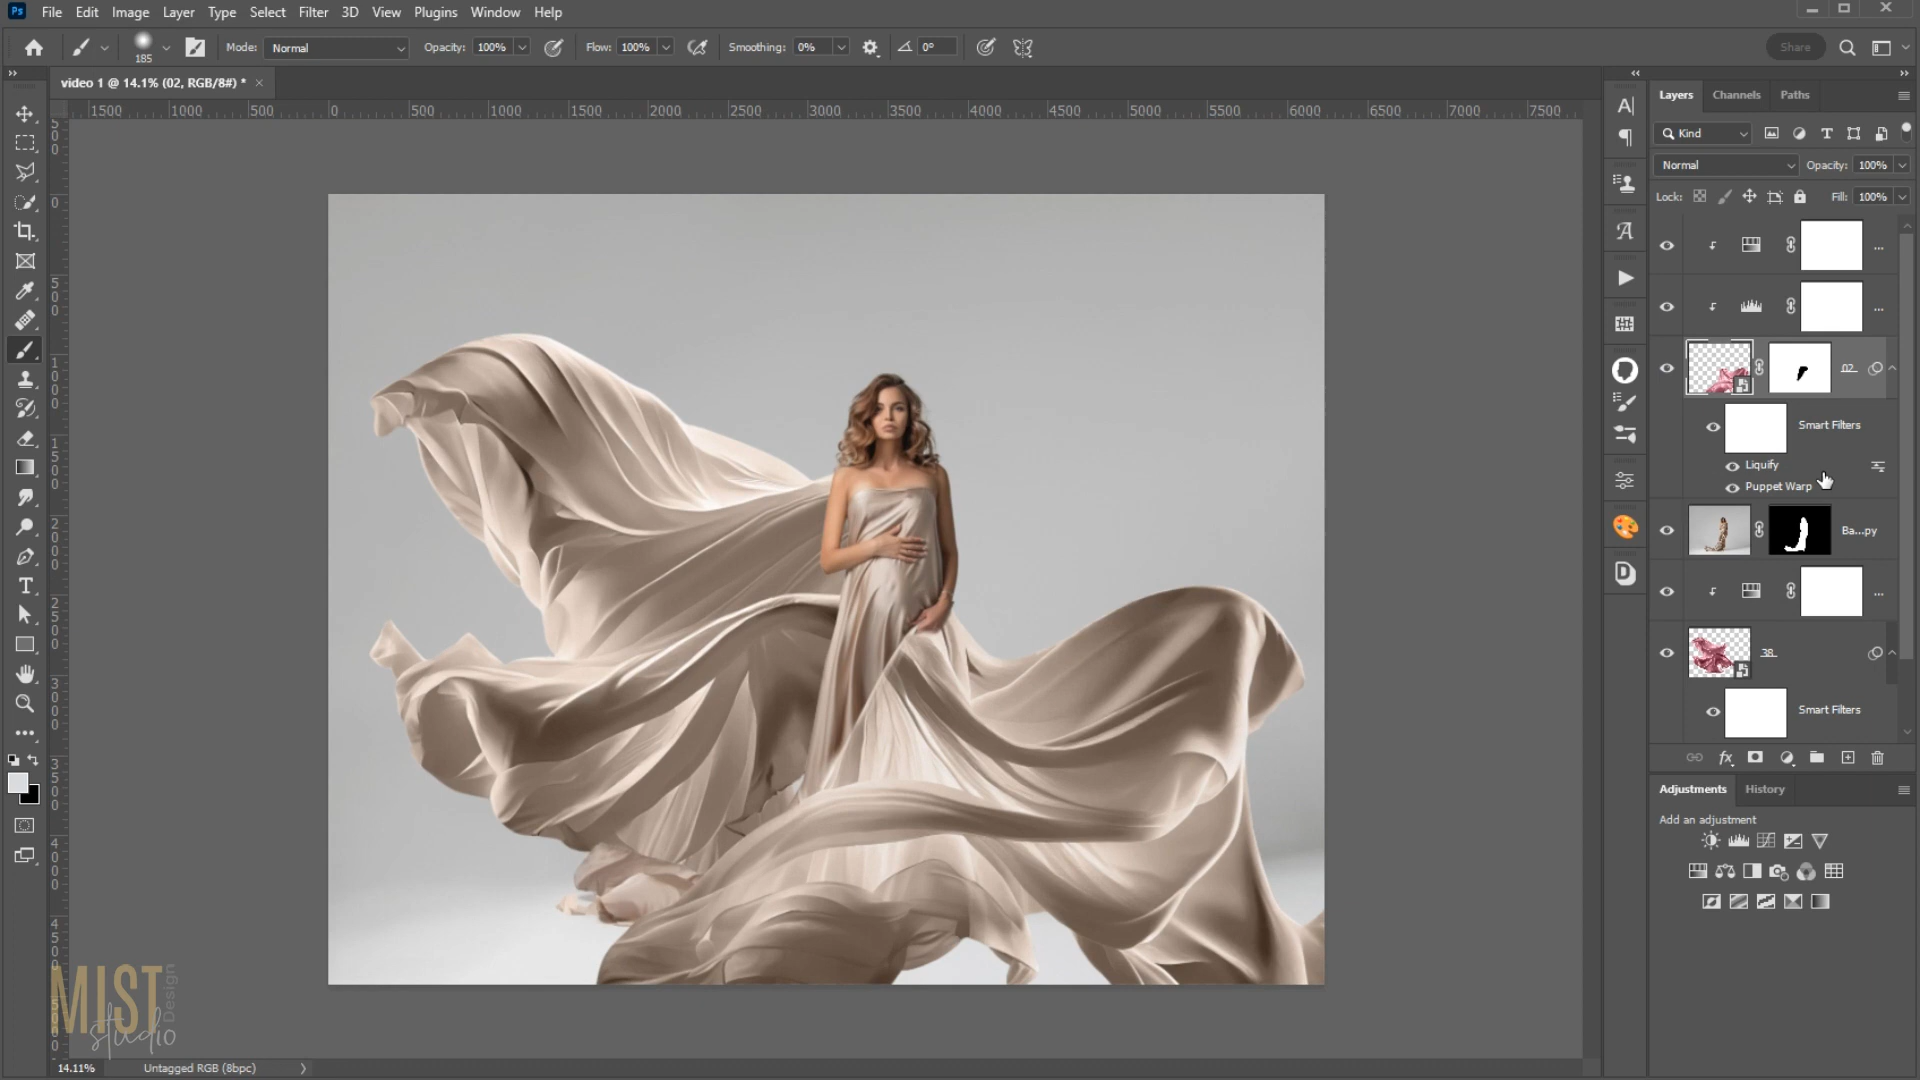 Ps File Edit Image Layer Type Select Filter 3D View Plugins Window Help
185 Mode: Normal Opacity: 100% Flow: 100% Smoothing: 0% 0° Share
video 1 @ 14.1% (02, RGB/8#) * ×
1500 1000 500 0 500 1000 1500 2000 2500 3000 3500 4000 4500 5000 5500 6000 6500 7000 7500
Layers Channels Paths
Kind
Normal Opacity: 100%
Lock: Fill: 100%
...
...
02
Smart Filters
Liquify
Puppet Warp
Ba...py
...
38
Smart Filters
fx
Adjustments History
Add an adjustment
MIST
studio
Design
14.11% Untagged RGB (8bpc)